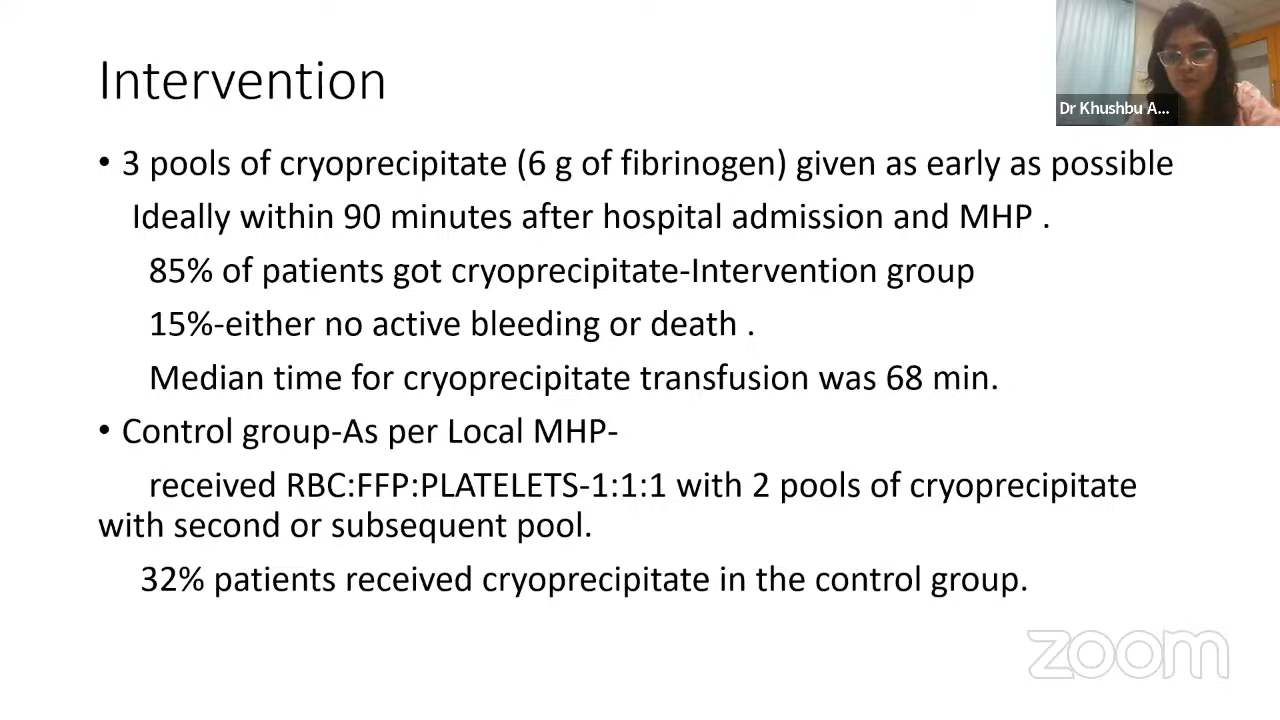 Intervention
Dr Khushbu A...
• 3 pools of cryoprecipitate (6 g of fibrinogen) given as early as possible
Ideally within 90 minutes after hospital admission and MHP .
85% of patients got cryoprecipitate-Intervention group
15%-either no active bleeding or death .
Median time for cryoprecipitate transfusion was 68 min.
• Control group-As per Local MHP-
received RBC:FFP:PLATELETS-1:1:1 with 2 pools of cryoprecipitate
with second or subsequent pool.
32% patients received cryoprecipitate in the control group.
zoom